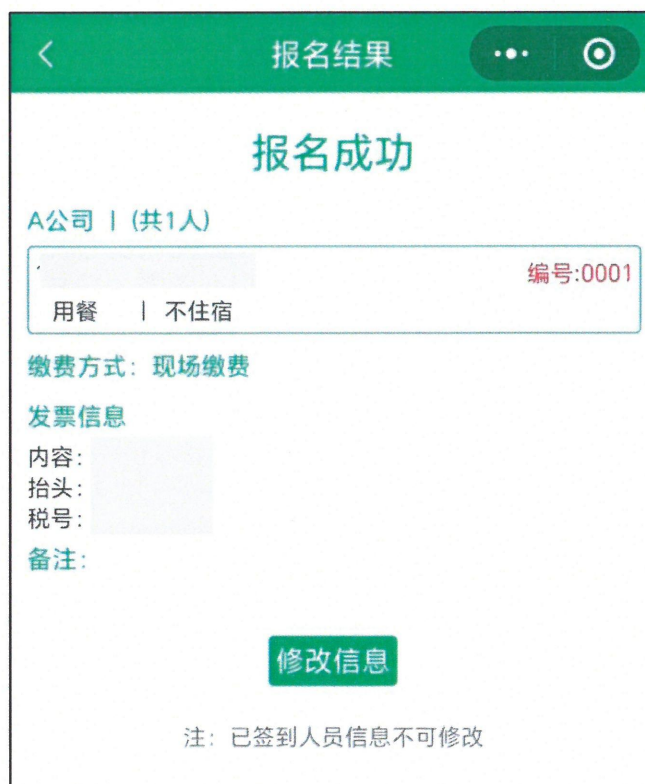 报名结果
报名成功
A公司 | (共1人)
编号:0001
用餐 | 不住宿
缴费方式: 现场缴费
发票信息
内容:
抬头:
税号:
备注:
修改信息
注: 已签到人员信息不可修改